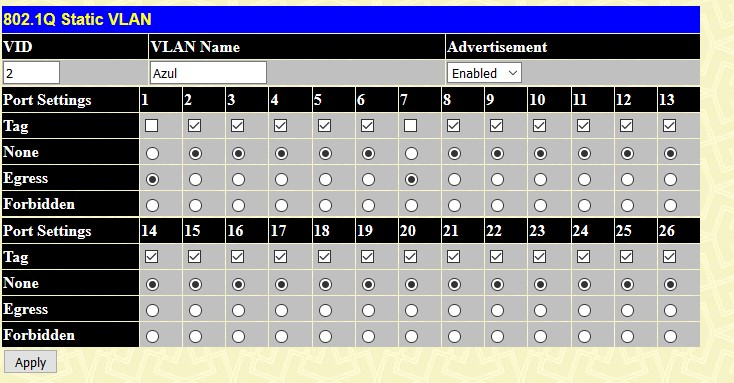 802.1Q Static VLAN
VID VLAN Name Advertisement
2 Azul Enabled
Port Settings 1 2 3 4 5 6 7 8 9 10 11 12 13
Tag
None
Egress
Forbidden
Port Settings 14 15 16 17 18 19 20 21 22 23 24 25 26
Tag
None
Egress
Forbidden
Apply